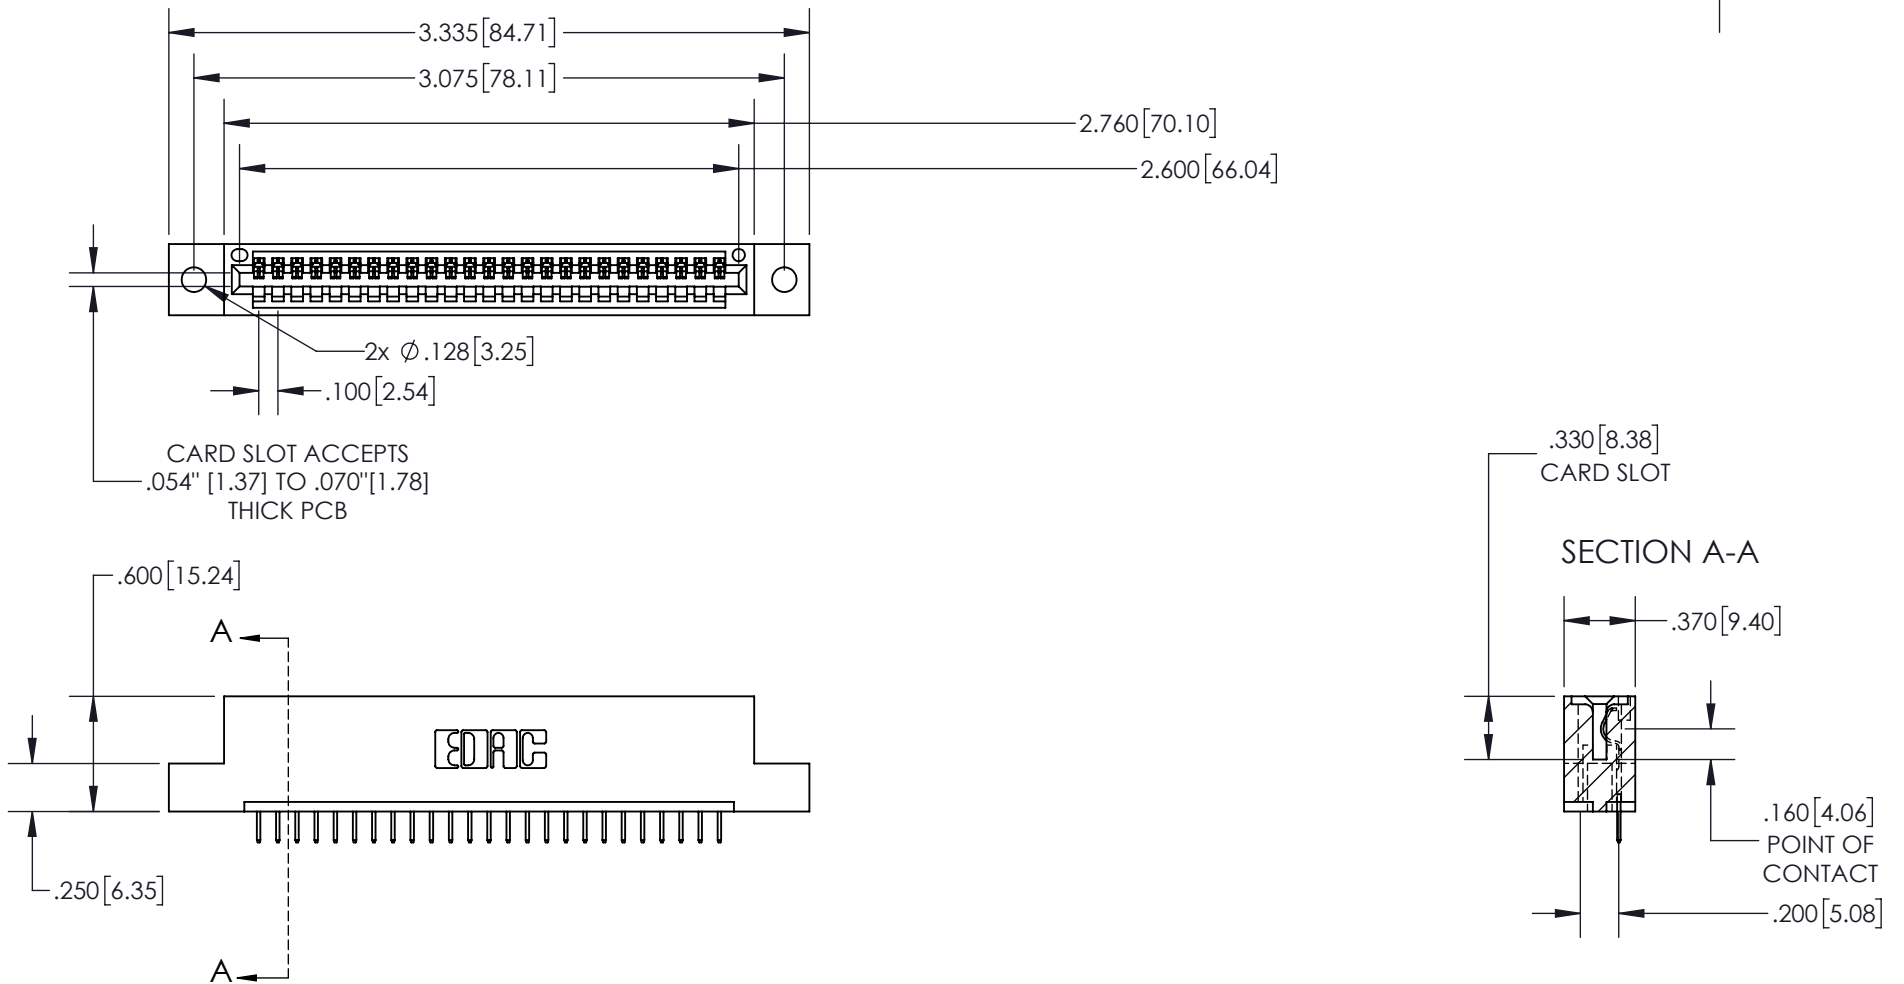 3.335[84.71]
3.075[78.11]
2.760[70.10]
2.600[66.04]
2x Ø.128[3.25]
.100[2.54]
CARD SLOT ACCEPTS
.054" [1.37] TO .070"[1.78]
THICK PCB
.330[8.38]
CARD SLOT
SECTION A-A
.600[15.24]
.370[9.40]
A
EDAC
.160[4.06]
POINT OF
CONTACT
.250[6.35]
.200[5.08]
A